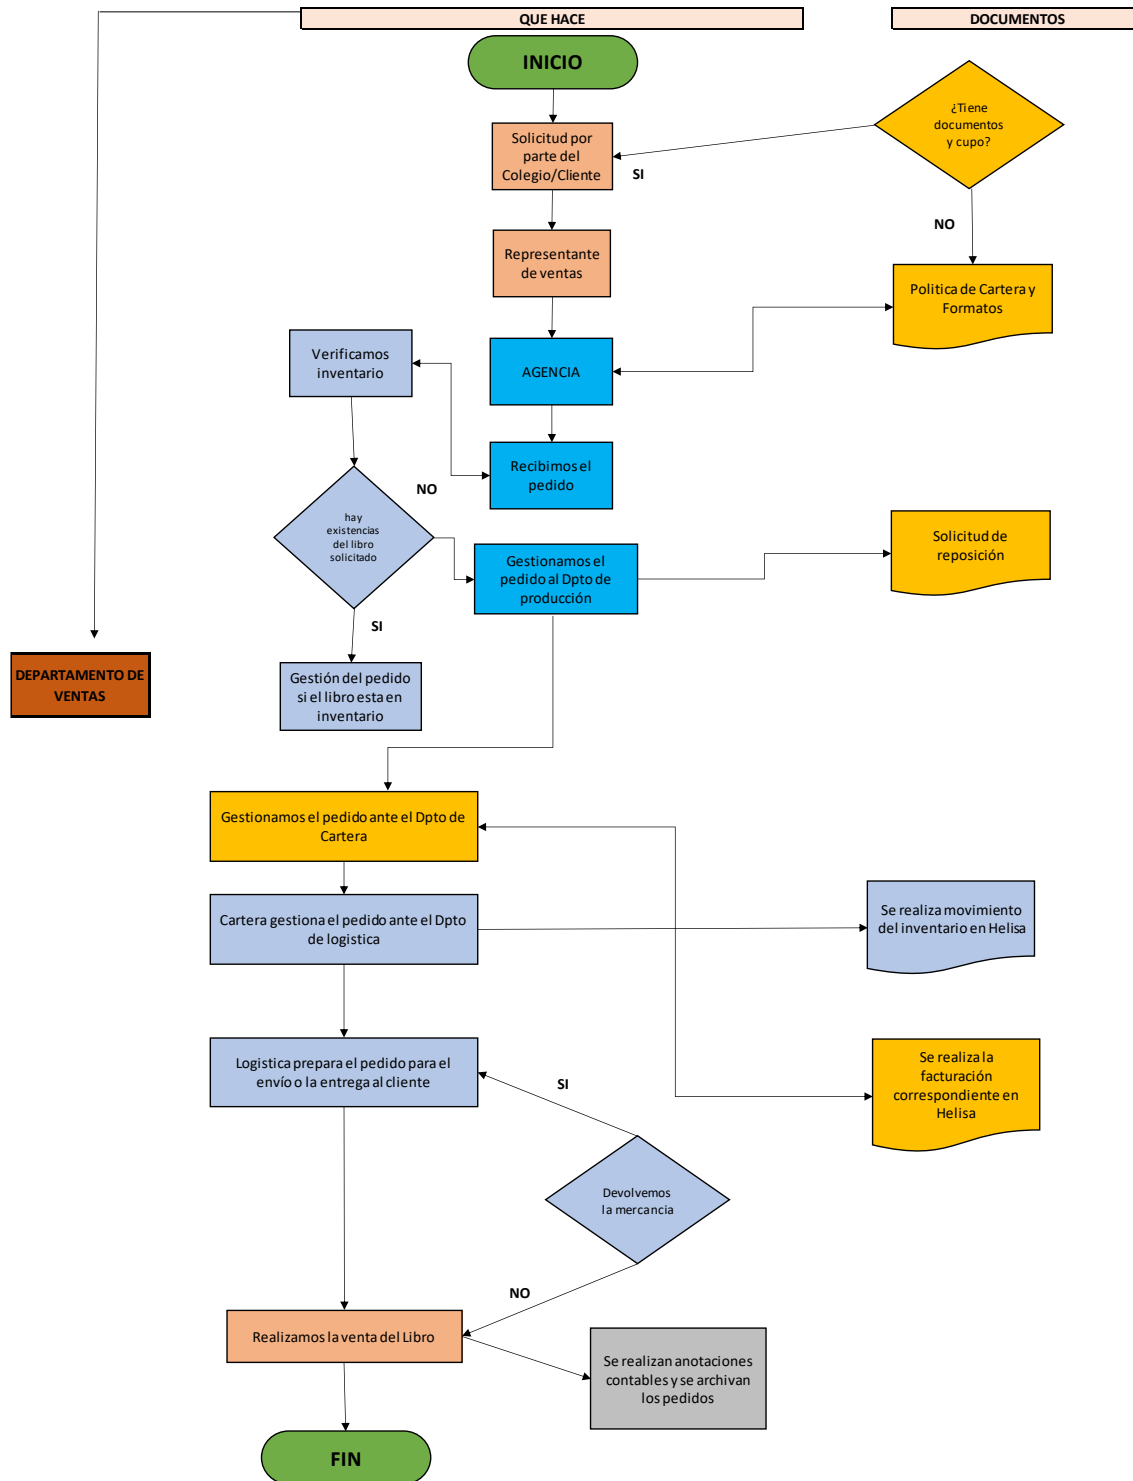 QUE HACE
DOCUMENTOS
INICIO
¿Tiene
documentos
y cupo?
Solicitud por
parte del
Colegio/Cliente
SI
NO
Representante
de ventas
Politica de Cartera y
Formatos
Verificamos
inventario
AGENCIA
Recibimos el
pedido
NO
hay
existencias
del libro
solicitado
Solicitud de
reposición
Gestionamos el
pedido al Dpto de
producción
SI
DEPARTAMENTO DE
VENTAS
Gestión del pedido
si el libro esta en
inventario
Gestionamos el pedido ante el Dpto de
Cartera
Cartera gestiona el pedido ante el Dpto
de logistica
Se realiza movimiento
del inventario en Helisa
Logistica prepara el pedido para el
envío o la entrega al cliente
SI
Se realiza la
facturación
correspondiente en
Helisa
Devolvemos
la mercancia
NO
Realizamos la venta del Libro
Se realizan anotaciones
contables y se archivan
los pedidos
FIN